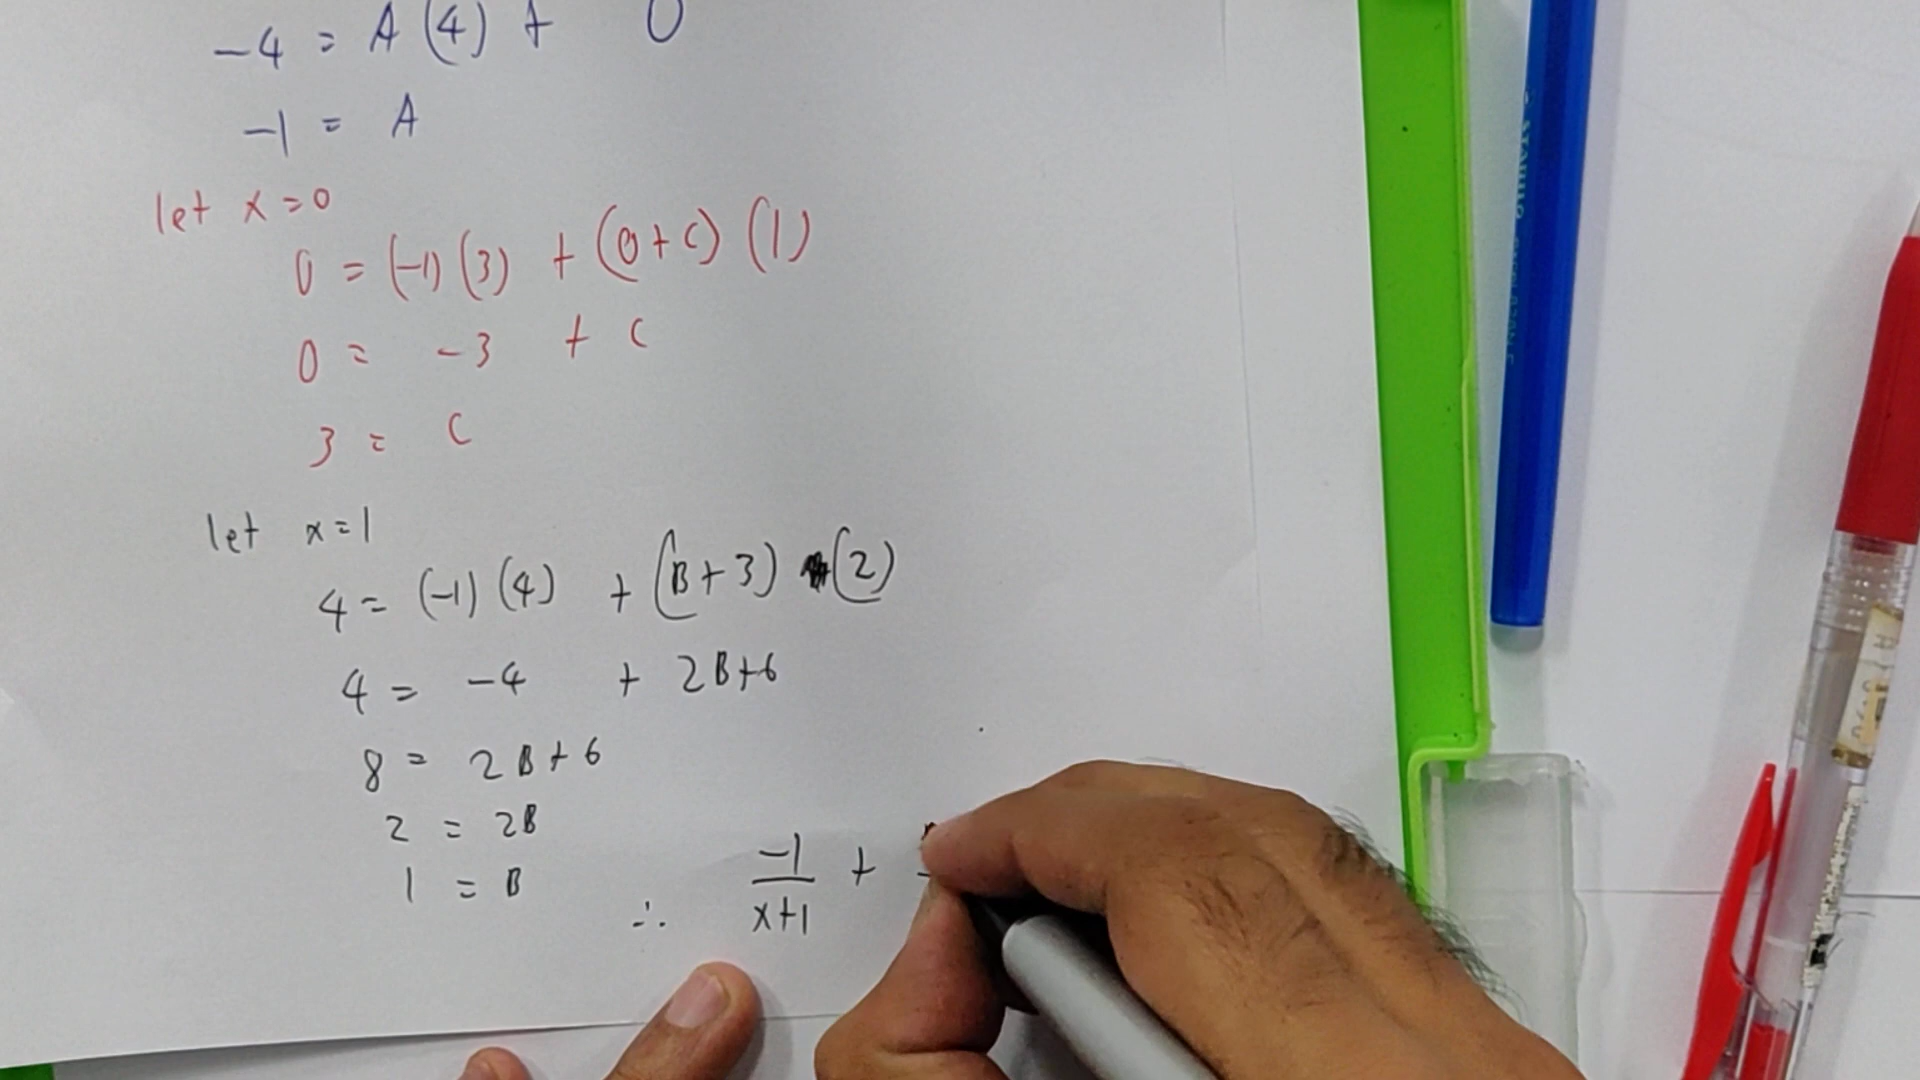 -4 = A (4) + 0
-1 = A
let x=0
0 = (-1) (3) + (0+C) (1)
0 = -3 + C
3 = C
let x=1
4 = (-1) (4) + (B+3) (2)
4 = -4 + 2B+6
8 = 2B+6
2 = 2B
1 = B
∴ -1/x+1 +